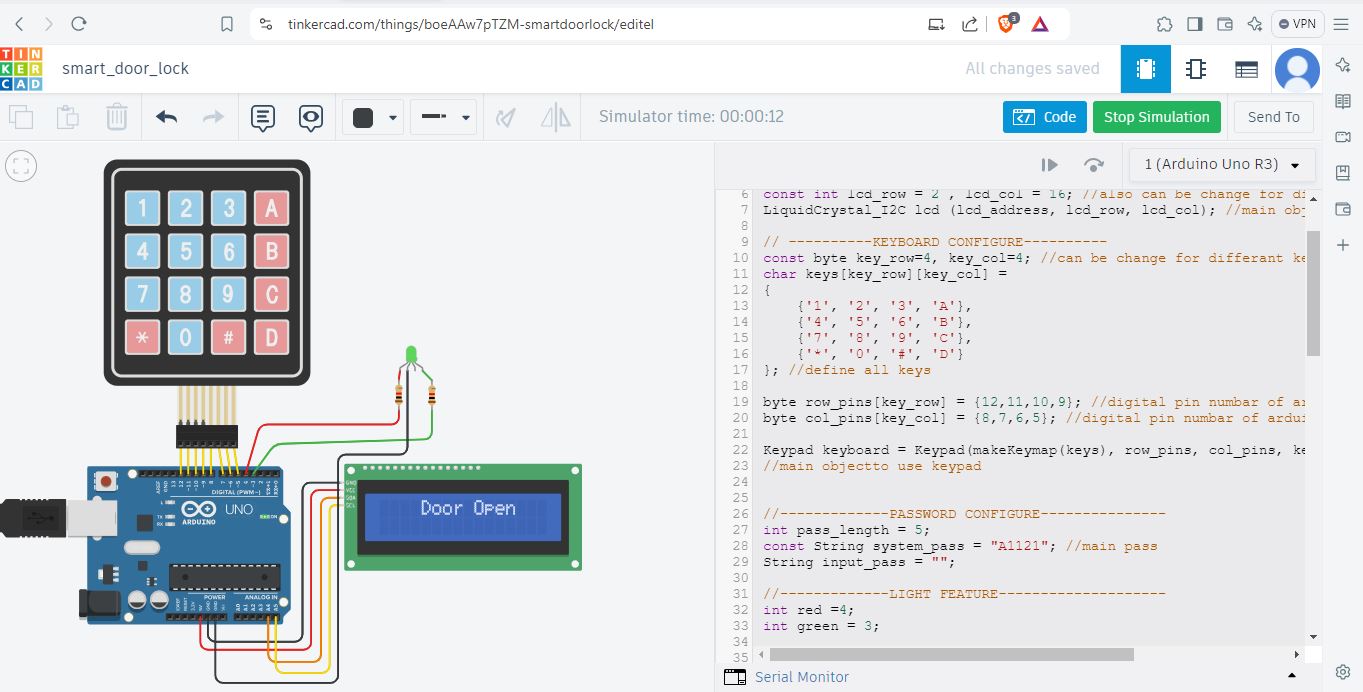 tinkercad.com/things/boeAAw7pTZM-smartdoorlock/editel
3
VPN
TIN
KER
CAD
smart_door_lock
All changes saved
Simulator time: 00:00:12
Code
Stop Simulation
Send To
1 (Arduino Uno R3)
1 2 3 A
4 5 6 B
7 8 9 C
* 0 # D
DIGITAL (PWM~)
UNO
ARDUINO
TX
RX
L
ON
POWER
ANALOG IN
GND
VCC
SDA
SCL
Door Open
6 const int lcd_row = 2 , lcd_col = 16; //also can be change for di
7 LiquidCrystal_I2C lcd (lcd_address, lcd_row, lcd_col); //main obj
8
9 // ----------KEYBOARD CONFIGURE----------
10 const byte key_row=4, key_col=4; //can be change for differant ke
11 char keys[key_row][key_col] =
12 {
13 {'1', '2', '3', 'A'},
14 {'4', '5', '6', 'B'},
15 {'7', '8', '9', 'C'},
16 {'*', '0', '#', 'D'}
17 }; //define all keys
18
19 byte row_pins[key_row] = {12,11,10,9}; //digital pin numbar of ar
20 byte col_pins[key_col] = {8,7,6,5}; //digital pin numbar of ardui
21
22 Keypad keyboard = Keypad(makeKeymap(keys), row_pins, col_pins, ke
23 //main objectto use keypad
24
25
26 //-------------PASSWORD CONFIGURE---------------
27 int pass_length = 5;
28 const String system_pass = "A1121"; //main pass
29 String input_pass = "";
30
31 //-------------LIGHT FEATURE--------------------
32 int red =4;
33 int green = 3;
34
35
Serial Monitor